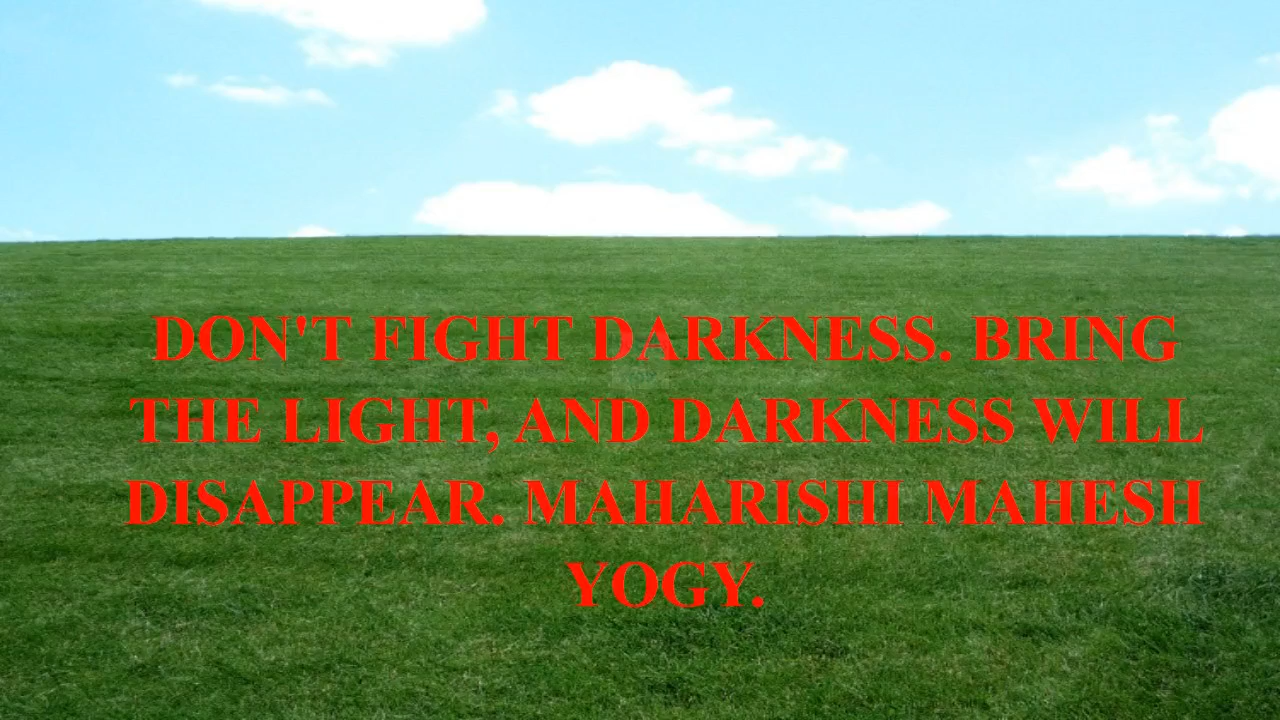 DON'T FIGHT DARKNESS. BRING
THE LIGHT, AND DARKNESS WILL
DISAPPEAR. MAHARISHI MAHESH
YOGY.